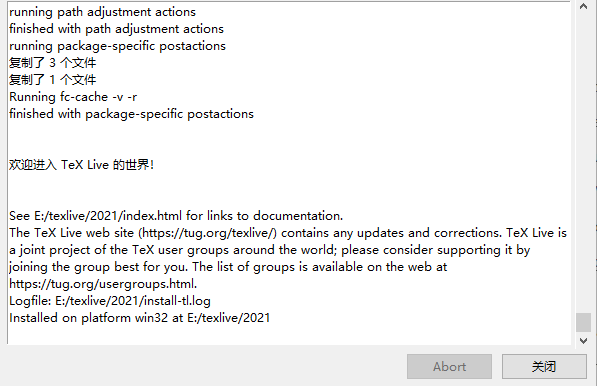 running path adjustment actions
finished with path adjustment actions
running package-specific postactions
复制了 3 个文件
复制了 1 个文件
Running fc-cache -v -r
finished with package-specific postactions
欢迎进入 TeX Live 的世界!
See E:/texlive/2021/index.html for links to documentation.
The TeX Live web site (https://tug.org/texlive/) contains any updates and corrections. TeX Live is
a joint project of the TeX user groups around the world; please consider supporting it by
joining the group best for you. The list of groups is available on the web at
https://tug.org/usergroups.html.
Logfile: E:/texlive/2021/install-tl.log
Installed on platform win32 at E:/texlive/2021
Abort
关闭